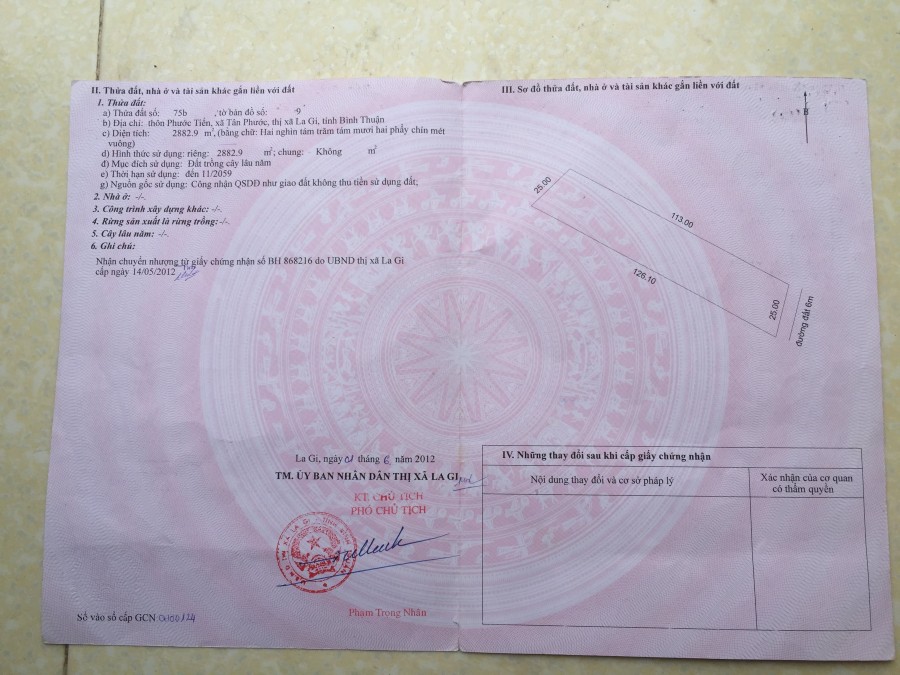 II. Thửa đất, nhà ở và tài sản khác gắn liền với đất
1. Thửa đất:
a) Thửa đất số: 75b , tờ bản đồ số: 9
b) Địa chỉ: thôn Phước Tiến, xã Tân Phước, thị xã La Gi, tỉnh Bình Thuận
c) Diện tích: 2882.9 m², (bằng chữ: Hai nghìn tám trăm tám mươi hai phẩy chín mét
vuông)
d) Hình thức sử dụng: riêng: 2882.9 m²; chung: Không m²
đ) Mục đích sử dụng: Đất trồng cây lâu năm
e) Thời hạn sử dụng: đến 11/2059
g) Nguồn gốc sử dụng: Công nhận QSDĐ như giao đất không thu tiền sử dụng đất;
2. Nhà ở: -/-.
3. Công trình xây dựng khác: -/-.
4. Rừng sản xuất là rừng trồng: -/-.
5. Cây lâu năm: -/-.
6. Ghi chú:
Nhận chuyển nhượng từ giấy chứng nhận số BH 868216 do UBND thị xã La Gi
cấp ngày 14/05/2012
La Gi, ngày 01 tháng 6 năm 2012
TM. ỦY BAN NHÂN DÂN THỊ XÃ LA GI
KT. CHỦ TỊCH
PHÓ CHỦ TỊCH
Phạm Trọng Nhân
Số vào sổ cấp GCN
III. Sơ đồ thửa đất, nhà ở và tài sản khác gắn liền với đất
B
25.00
113.00
126.10
25.00
đường đất 6m
IV. Những thay đổi sau khi cấp giấy chứng nhận
Nội dung thay đổi và cơ sở pháp lý
Xác nhận của cơ quan
có thẩm quyền